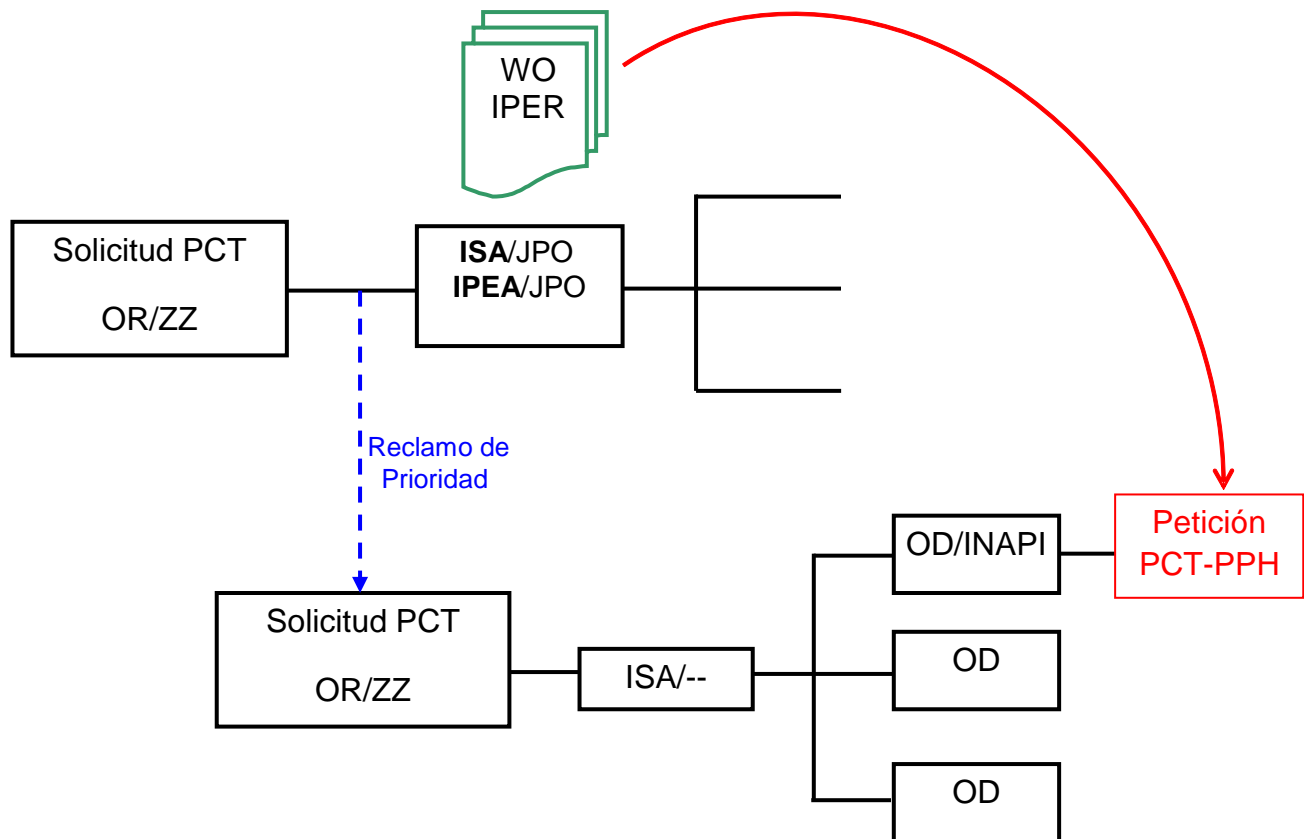 WO
IPER
Solicitud PCT
OR/ZZ
ISA/JPO
IPEA/JPO
Reclamo de
Prioridad
Solicitud PCT
OR/ZZ
ISA/--
OD/INAPI
Petición
PCT-PPH
OD
OD